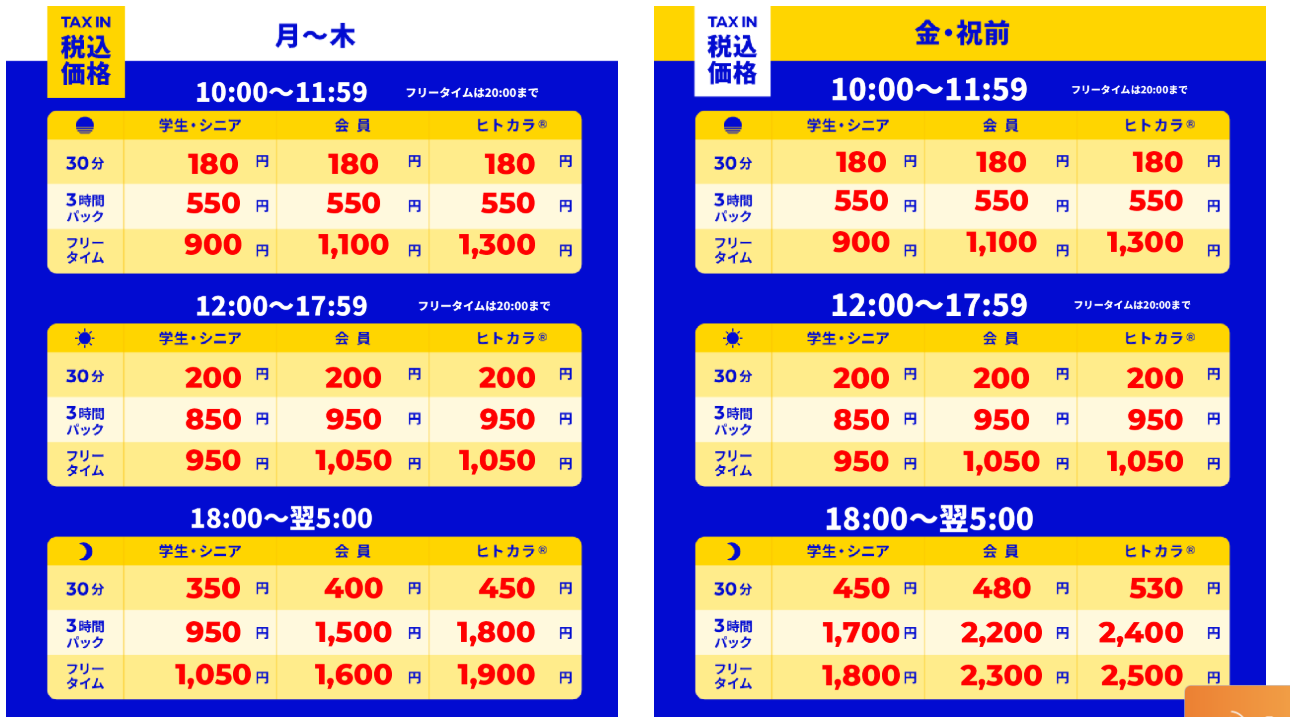 TAX IN
税込
価格
月〜木
10:00〜11:59 フリータイムは20:00まで
学生・シニア 会員 ヒトカラ®
30分 180円 180円 180円
3時間
パック 550円 550円 550円
フリー
タイム 900円 1,100円 1,300円
12:00〜17:59 フリータイムは20:00まで
学生・シニア 会員 ヒトカラ®
30分 200円 200円 200円
3時間
パック 850円 950円 950円
フリー
タイム 950円 1,050円 1,050円
18:00〜翌5:00
学生・シニア 会員 ヒトカラ®
30分 350円 400円 450円
3時間
パック 950円 1,500円 1,800円
フリー
タイム 1,050円 1,600円 1,900円
TAX IN
税込
価格
金・祝前
10:00〜11:59 フリータイムは20:00まで
学生・シニア 会員 ヒトカラ®
30分 180円 180円 180円
3時間
パック 550円 550円 550円
フリー
タイム 900円 1,100円 1,300円
12:00〜17:59 フリータイムは20:00まで
学生・シニア 会員 ヒトカラ®
30分 200円 200円 200円
3時間
パック 850円 950円 950円
フリー
タイム 950円 1,050円 1,050円
18:00〜翌5:00
学生・シニア 会員 ヒトカラ®
30分 450円 480円 530円
3時間
パック 1,700円 2,200円 2,400円
フリー
タイム 1,800円 2,300円 2,500円